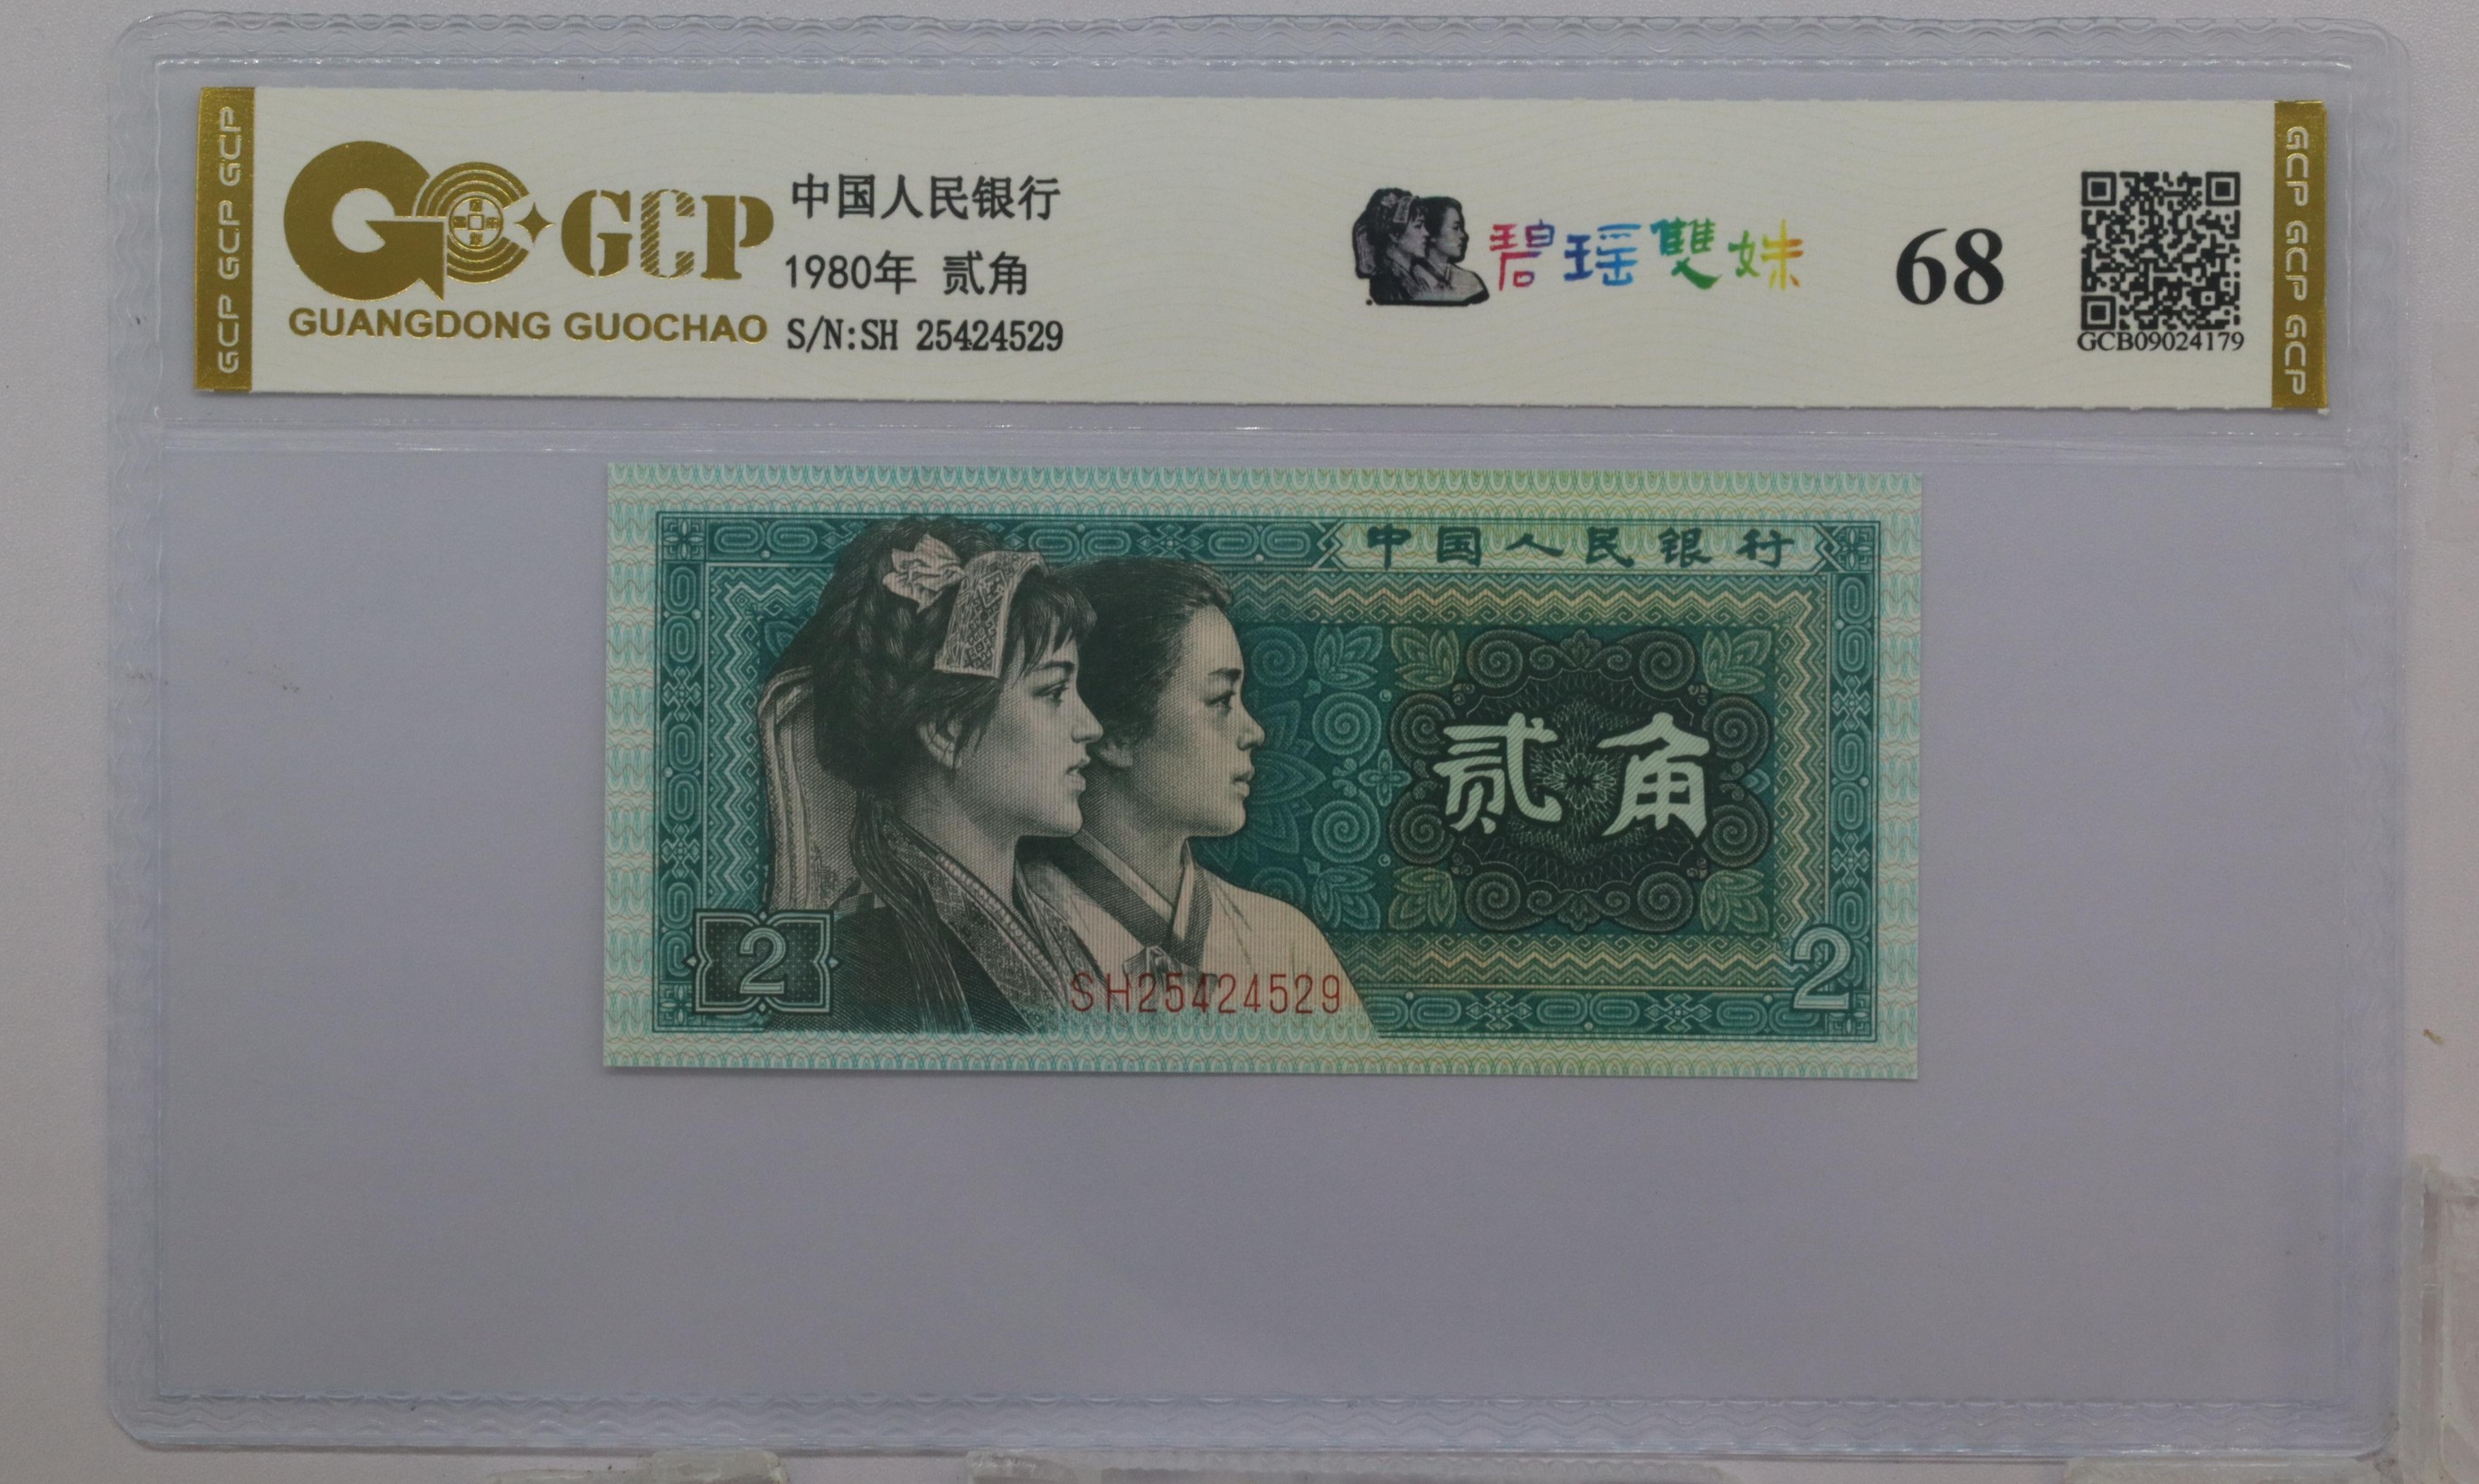 GCP GCP GCP
GCP
GUANGDONG GUOCHAO
中国人民银行
1980年 贰角
S/N:SH 25424529
碧瑶雙妹
68
GCB09024179
GCP GCP GCP
中国人民银行
贰角
2
SH25424529
2